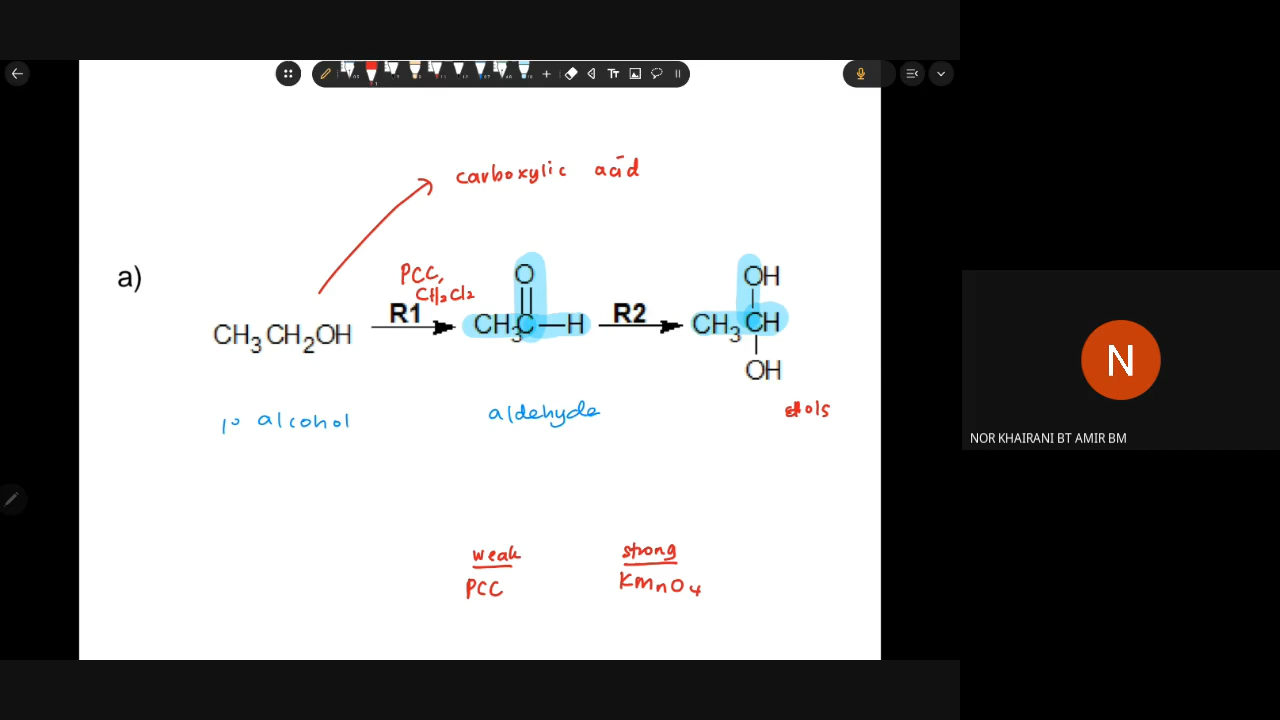 Tт
carboxylic acid
a)
PCC,
CH2Cl2
R1
O
CH3C—H
R2
OH
CH3CH
OH
CH3CH2OH
1° alcohol
aldehyde
weak
PCC
strong
KMnO4
N
NOR KHAIRANI BT AMIR BM